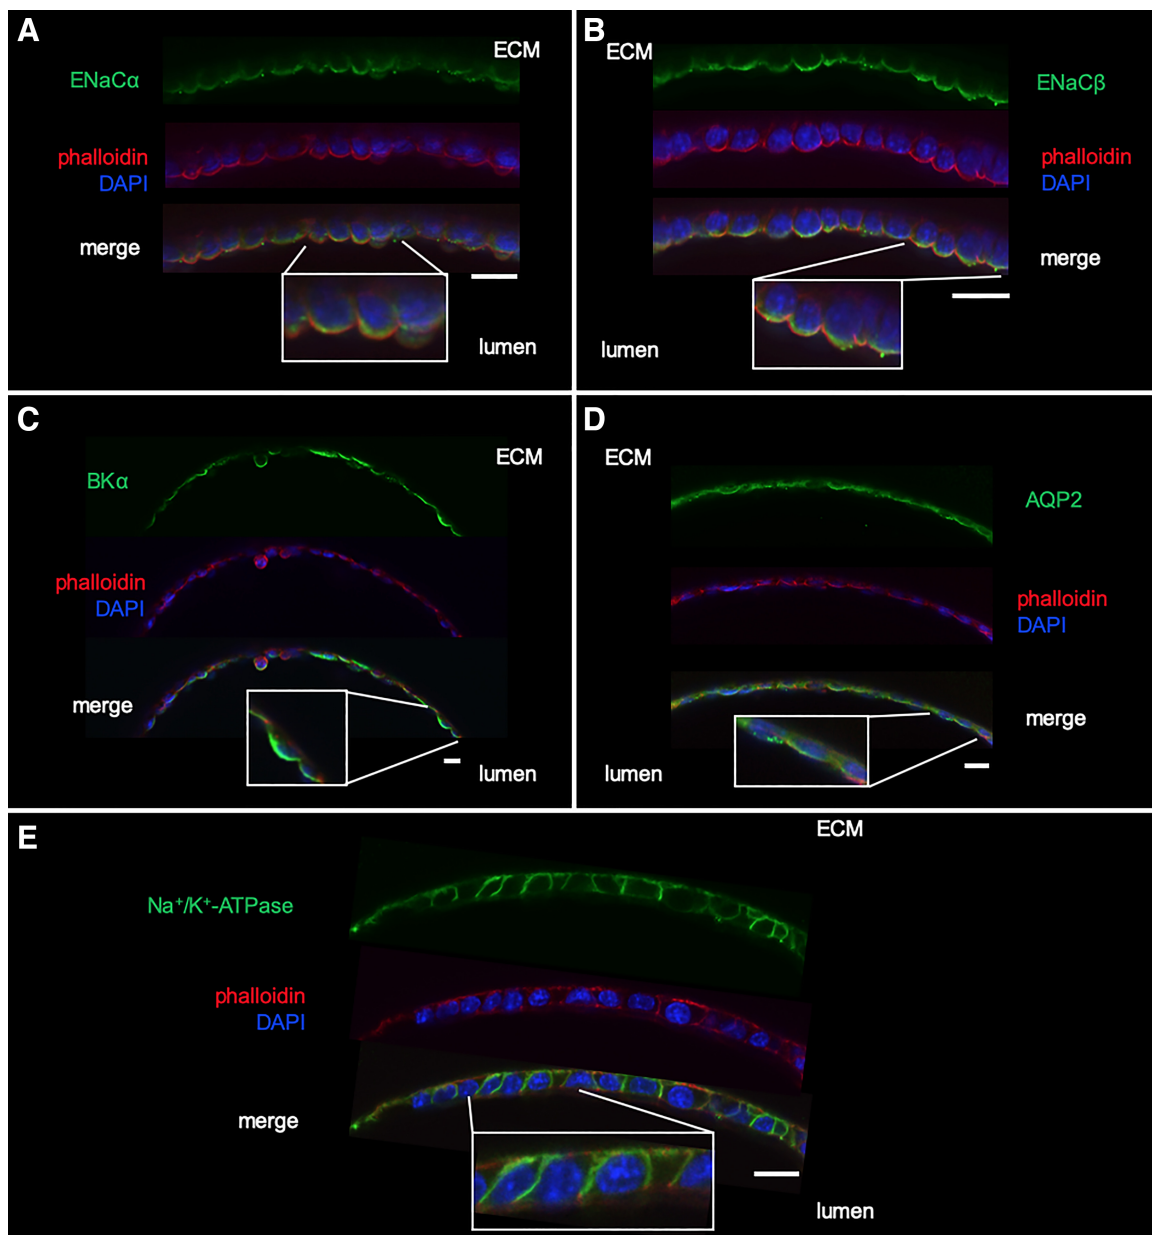 A
ECM
ENaCα
phalloidin
DAPI
merge
lumen
B
ECM
ENaCβ
phalloidin
DAPI
merge
lumen
C
ECM
BKα
phalloidin
DAPI
merge
lumen
D
ECM
AQP2
phalloidin
DAPI
merge
lumen
E
ECM
Na⁺/K⁺-ATPase
phalloidin
DAPI
merge
lumen